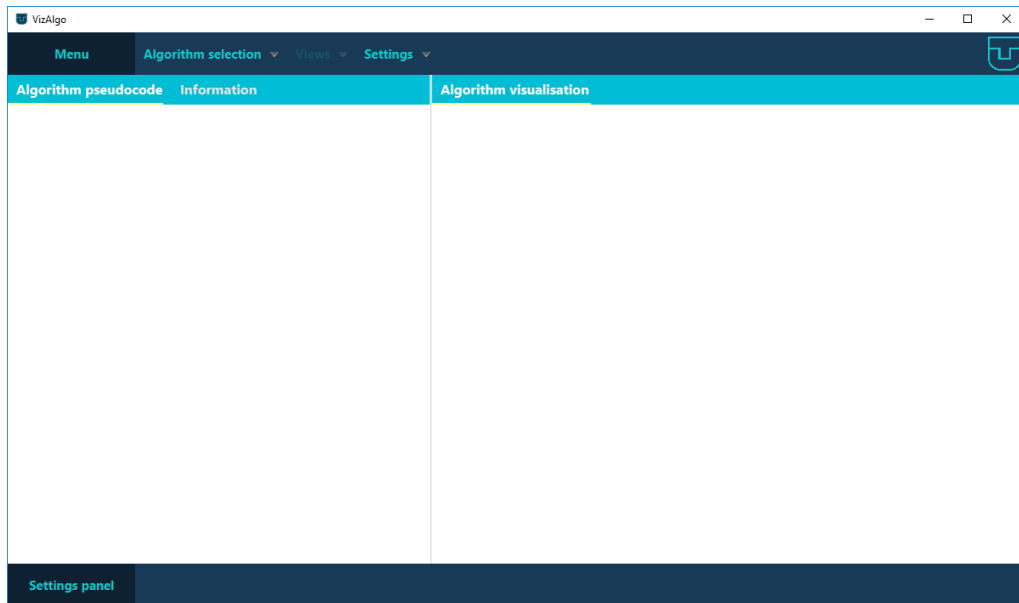 VizAlgo
Menu Algorithm selection Views Settings
Algorithm pseudocode Information Algorithm visualisation
Settings panel